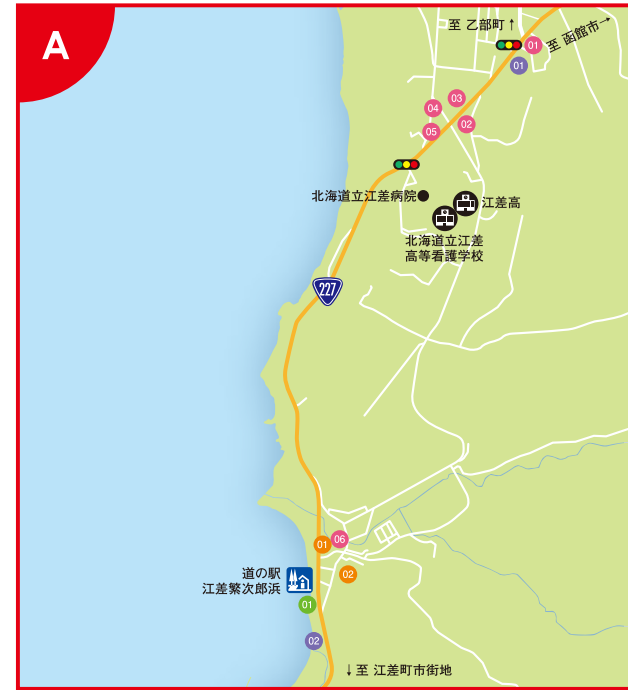 A
至 乙部町↑
至 函館市→
01
01
03
04
02
05
北海道立江差病院
江差高
北海道立江差
高等看護学校
227
01
06
02
道の駅
江差繁次郎浜
01
02
↓至 江差町市街地